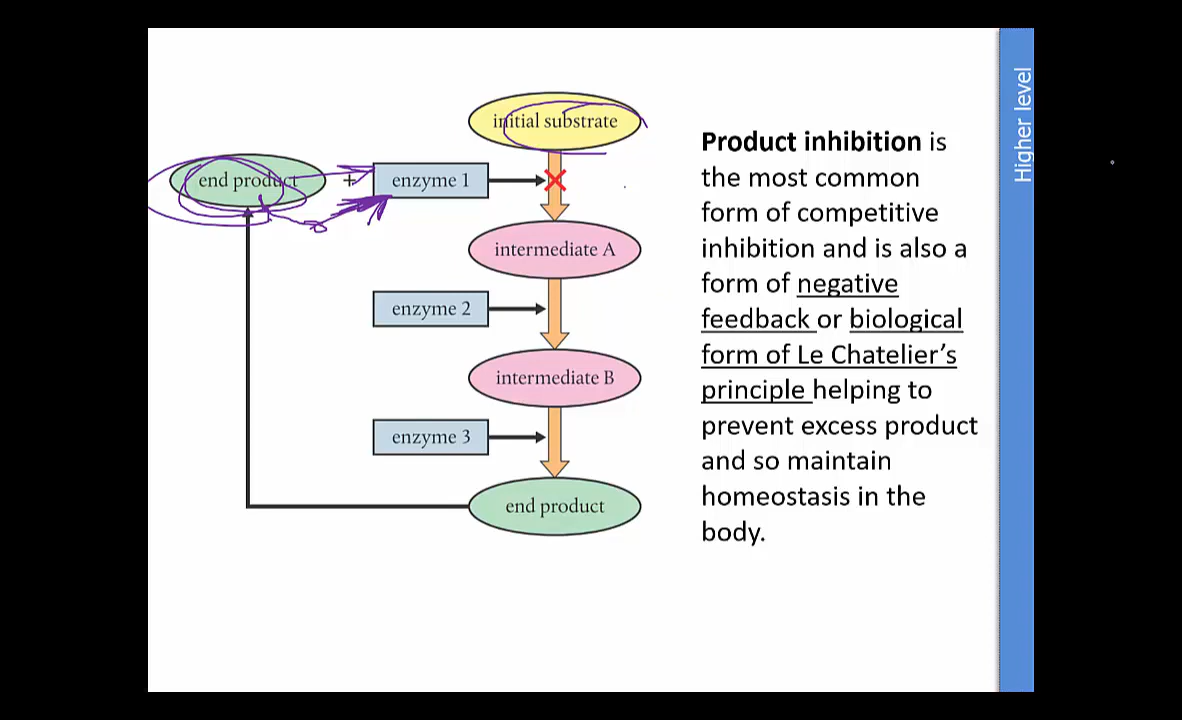 initial substrate
end product
+
enzyme 1
intermediate A
enzyme 2
intermediate B
enzyme 3
end product
Product inhibition is
the most common
form of competitive
inhibition and is also a
form of negative
feedback or biological
form of Le Chatelier’s
principle helping to
prevent excess product
and so maintain
homeostasis in the
body.
Higher level